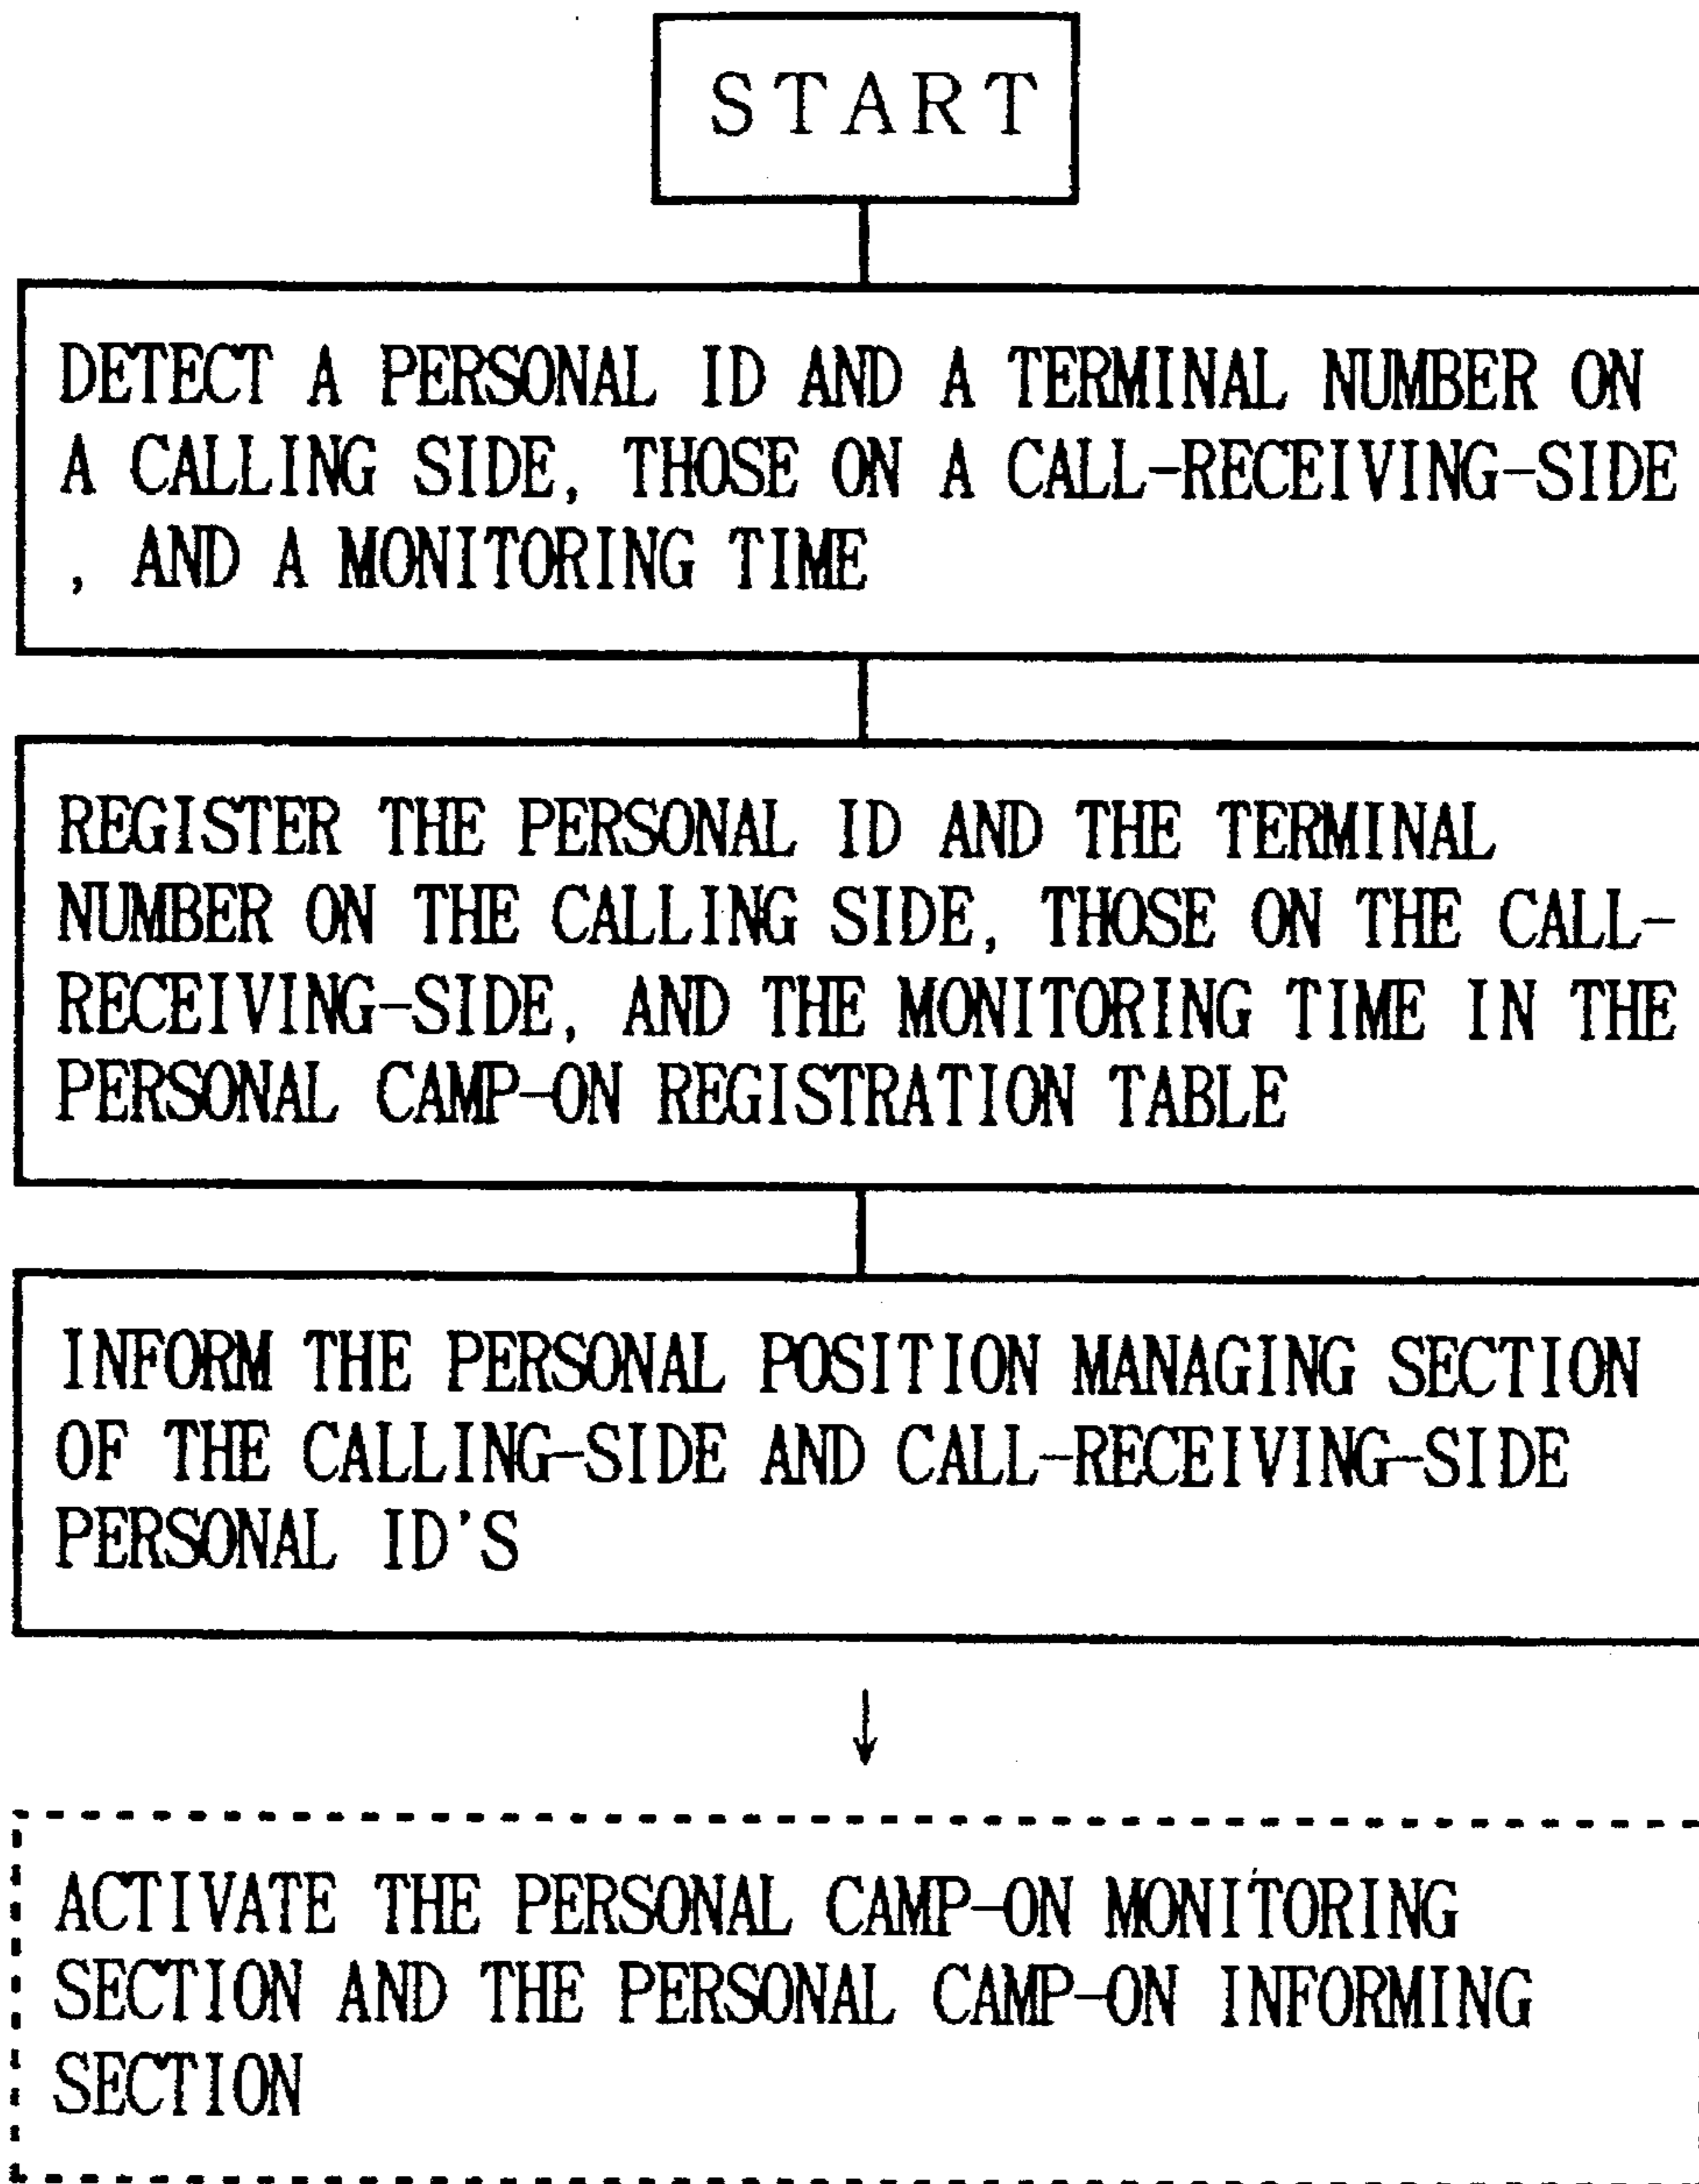 START
DETECT A PERSONAL ID AND A TERMINAL NUMBER ON
A CALLING SIDE, THOSE ON A CALL-RECEIVING-SIDE
, AND A MONITORING TIME
REGISTER THE PERSONAL ID AND THE TERMINAL
NUMBER ON THE CALLING SIDE, THOSE ON THE CALL-
RECEIVING-SIDE, AND THE MONITORING TIME IN THE
PERSONAL CAMP-ON REGISTRATION TABLE
INFORM THE PERSONAL POSITION MANAGING SECTION
OF THE CALLING-SIDE AND CALL-RECEIVING-SIDE
PERSONAL ID'S
ACTIVATE THE PERSONAL CAMP-ON MONITORING
SECTION AND THE PERSONAL CAMP-ON INFORMING
SECTION